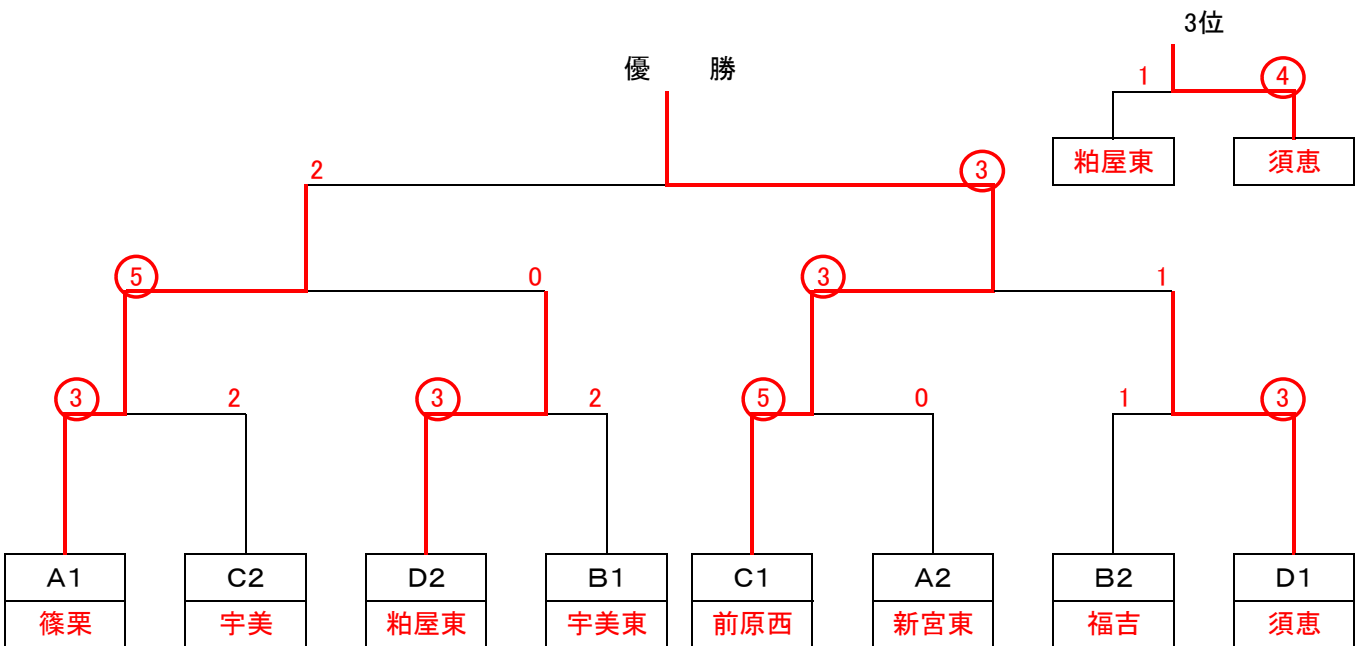 3位
優 勝
1 ④
粕屋東 須恵
2 ③
⑤ 0 ③ 1
③ 2 ③ 2 ⑤ 0 1 ③
A1 C2 D2 B1 C1 A2 B2 D1
篠栗 宇美 粕屋東 宇美東 前原西 新宮東 福吉 須恵